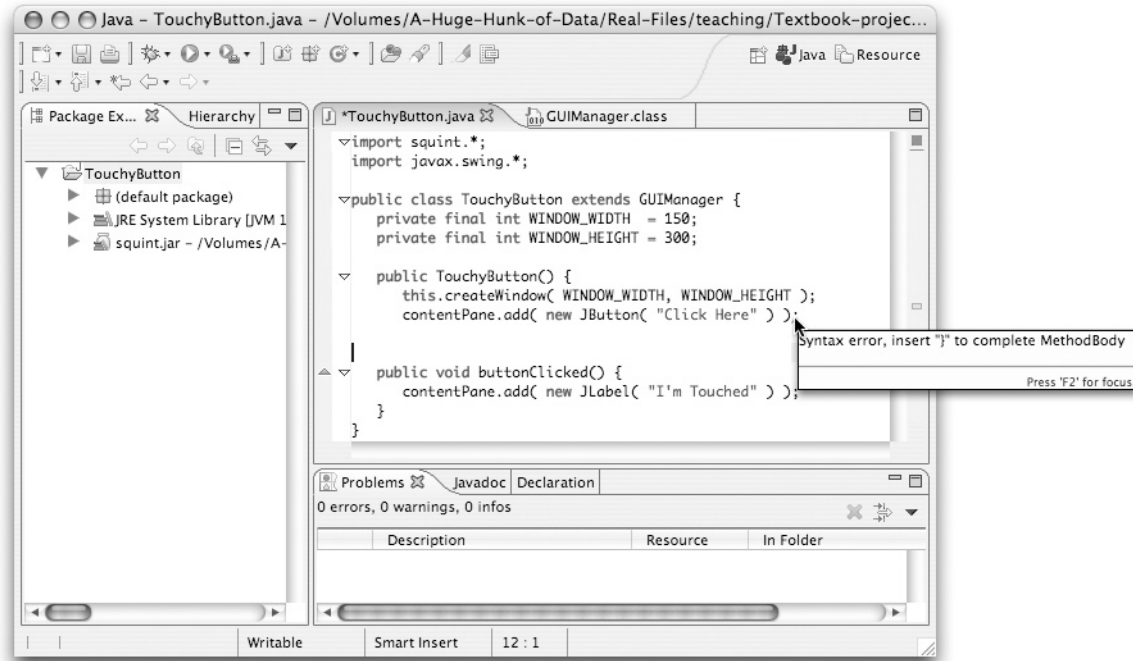 Java – TouchyButton.java – /Volumes/A-Huge-Hunk-of-Data/Real-Files/teaching/Textbook-projec...
Java Resource
Package Ex... Hierarchy
TouchyButton
(default package)
JRE System Library [JVM 1
squint.jar – /Volumes/A-
*TouchyButton.java GUIManager.class
import squint.*;
import javax.swing.*;
public class TouchyButton extends GUIManager {
private final int WINDOW_WIDTH = 150;
private final int WINDOW_HEIGHT = 300;
public TouchyButton() {
this.createWindow( WINDOW_WIDTH, WINDOW_HEIGHT );
contentPane.add( new JButton( "Click Here" ) );
Syntax error, insert "}" to complete MethodBody
Press 'F2' for focus
public void buttonClicked() {
contentPane.add( new JLabel( "I'm Touched" ) );
}
}
Problems Javadoc Declaration
0 errors, 0 warnings, 0 infos
Description Resource In Folder
Writable Smart Insert 12 : 1